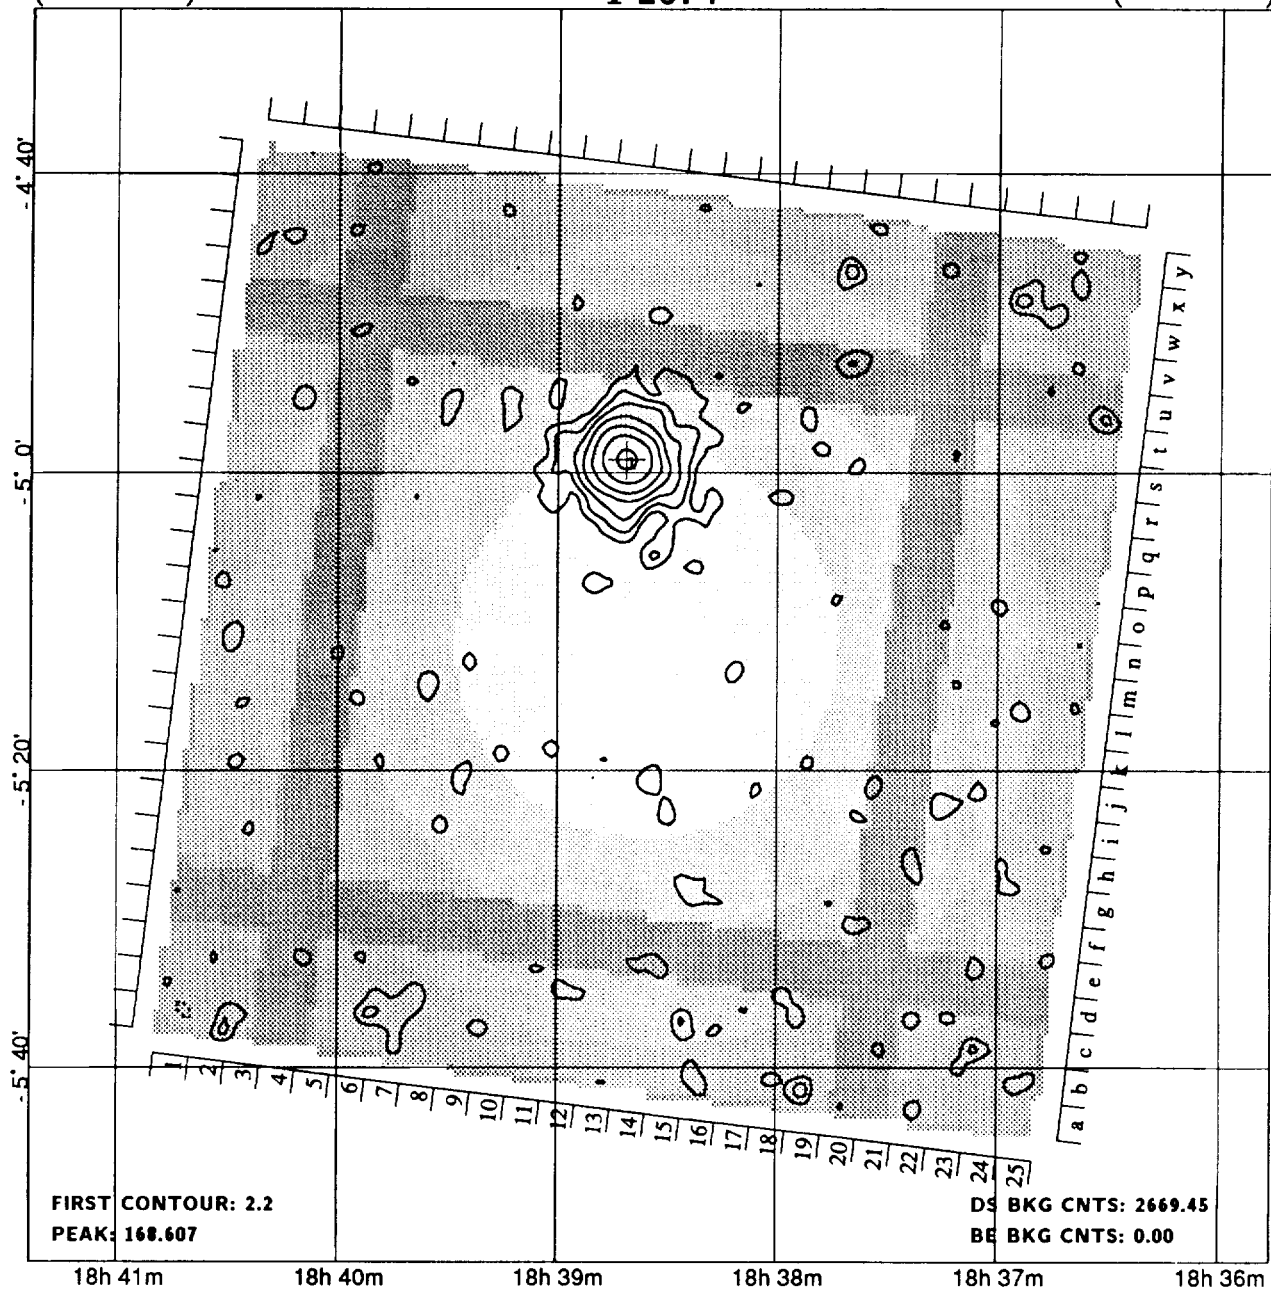 - 4° 40'
- 5° 0'
- 5° 20'
- 5° 40'
y
x
w
v
u
t
s
r
q
p
o
n
m
l
k
j
i
h
g
f
e
d
c
b
a
1 2 3 4 5 6 7 8 9 10 11 12 13 14 15 16 17 18 19 20 21 22 23 24 25
FIRST CONTOUR: 2.2
PEAK: 168.607
DS BKG CNTS: 2669.45
BE BKG CNTS: 0.00
18h 41m 18h 40m 18h 39m 18h 38m 18h 37m 18h 36m